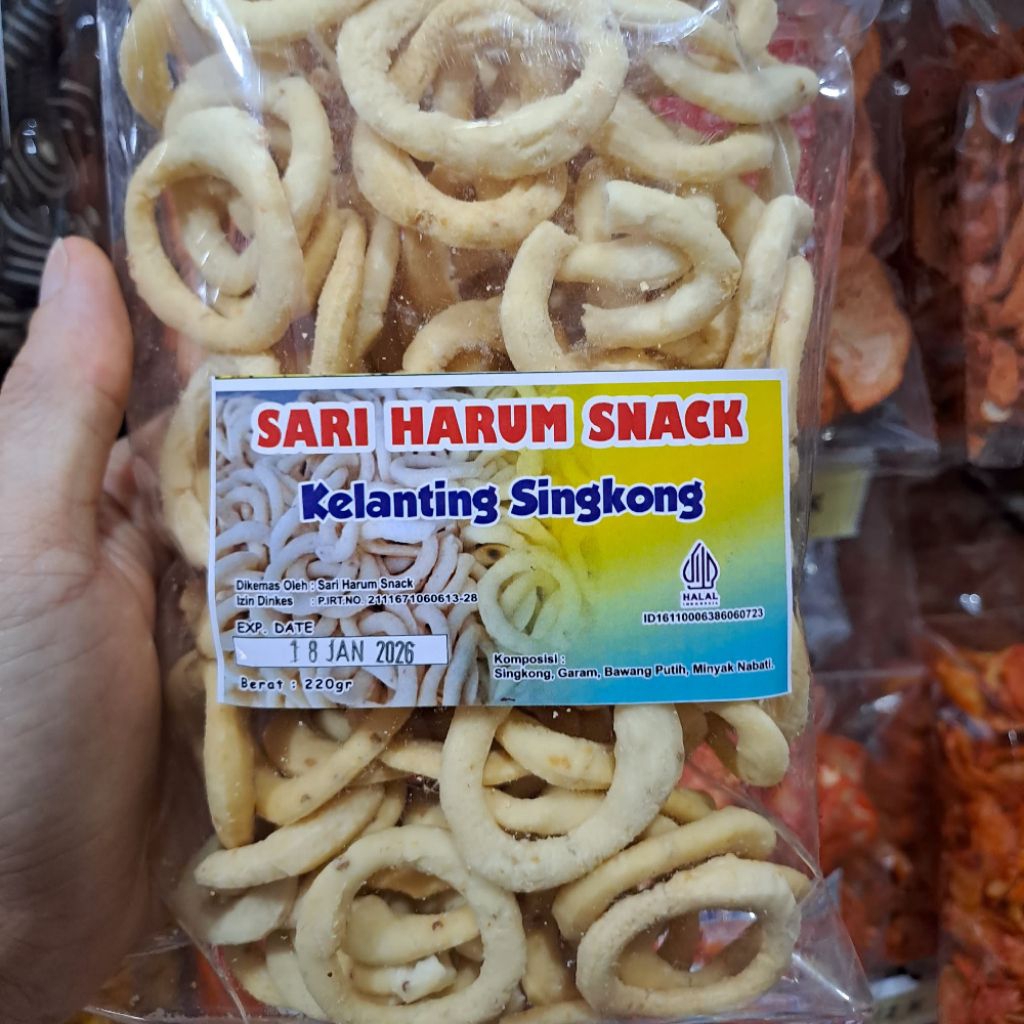 SARI HARUM SNACK
Kelanting Singkong
Dikemas Oleh : Sari Harum Snack
Izin Dinkes : P.IRT.NO. 2111671060613-28
HALAL
INDONESIA
ID16110006386060723
EXP. DATE
18 JAN 2026
Berat : 220gr
Komposisi :
Singkong, Garam, Bawang Putih, Minyak Nabati.